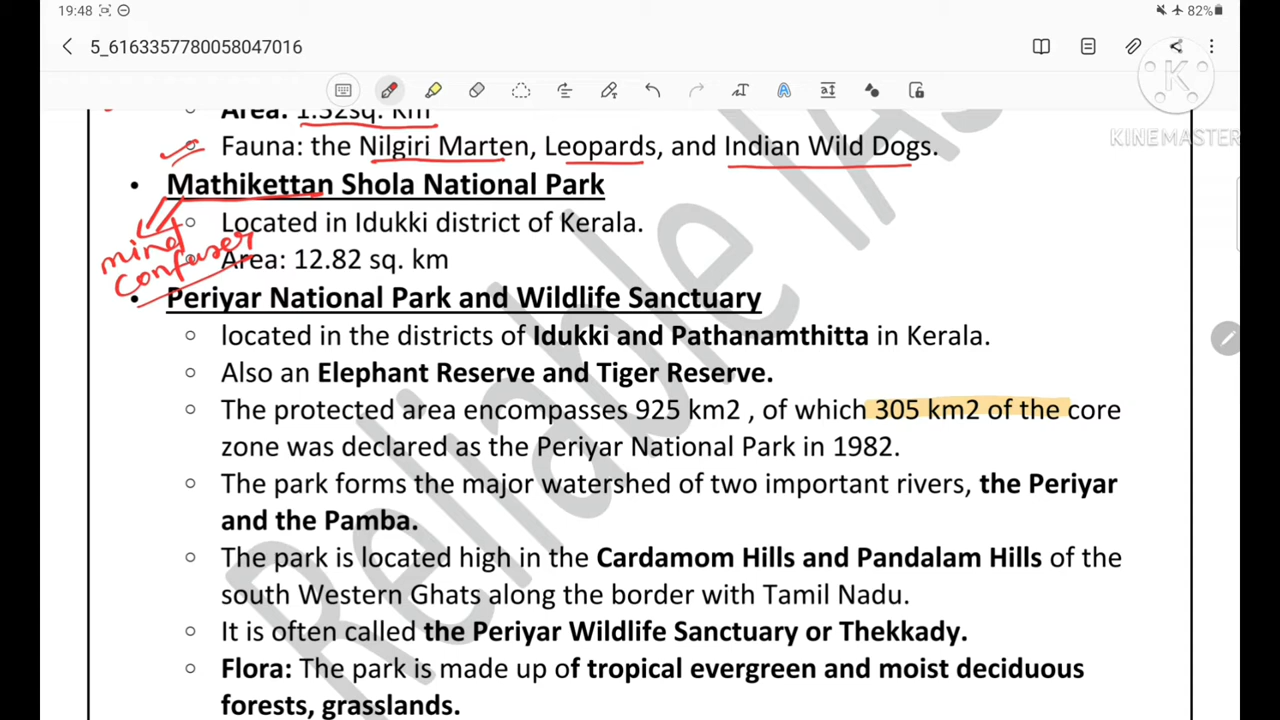 19:48
82%
5_6163357780058047016
KINEMASTER
Area: 1.32sq. Km
Fauna: the Nilgiri Marten, Leopards, and Indian Wild Dogs.
• Mathikettan Shola National Park
Located in Idukki district of Kerala.
mind
confuser
Area: 12.82 sq. km
• Periyar National Park and Wildlife Sanctuary
located in the districts of Idukki and Pathanamthitta in Kerala.
Also an Elephant Reserve and Tiger Reserve.
The protected area encompasses 925 km2 , of which 305 km2 of the core
zone was declared as the Periyar National Park in 1982.
The park forms the major watershed of two important rivers, the Periyar
and the Pamba.
The park is located high in the Cardamom Hills and Pandalam Hills of the
south Western Ghats along the border with Tamil Nadu.
It is often called the Periyar Wildlife Sanctuary or Thekkady.
Flora: The park is made up of tropical evergreen and moist deciduous
forests, grasslands.
Reliable IAS